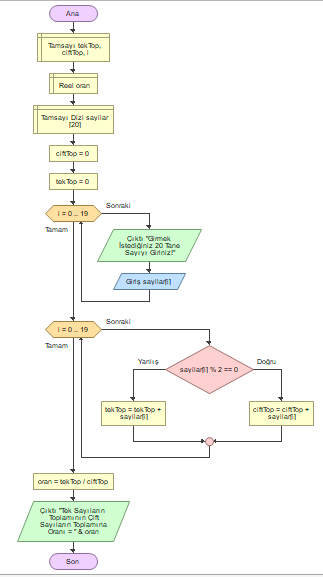 Ana
Tamsayı tekTop,
ciftTop, i
Reel oran
Tamsayı Dizi sayilar
[20]
ciftTop = 0
tekTop = 0
i = 0 .. 19
Sonraki
Tamam
Çıktı "Girmek
İstediğiniz 20 Tane
Sayıyı Giriniz!"
Giriş sayilar[i]
i = 0 .. 19
Sonraki
Tamam
Yanlış
sayilar[i] % 2 == 0
Doğru
tekTop = tekTop +
sayilar[i]
ciftTop = ciftTop +
sayilar[i]
oran = tekTop / ciftTop
Çıktı "Tek Sayıların
Toplamının Çift
Sayıların Toplamına
Oranı = " & oran
Son